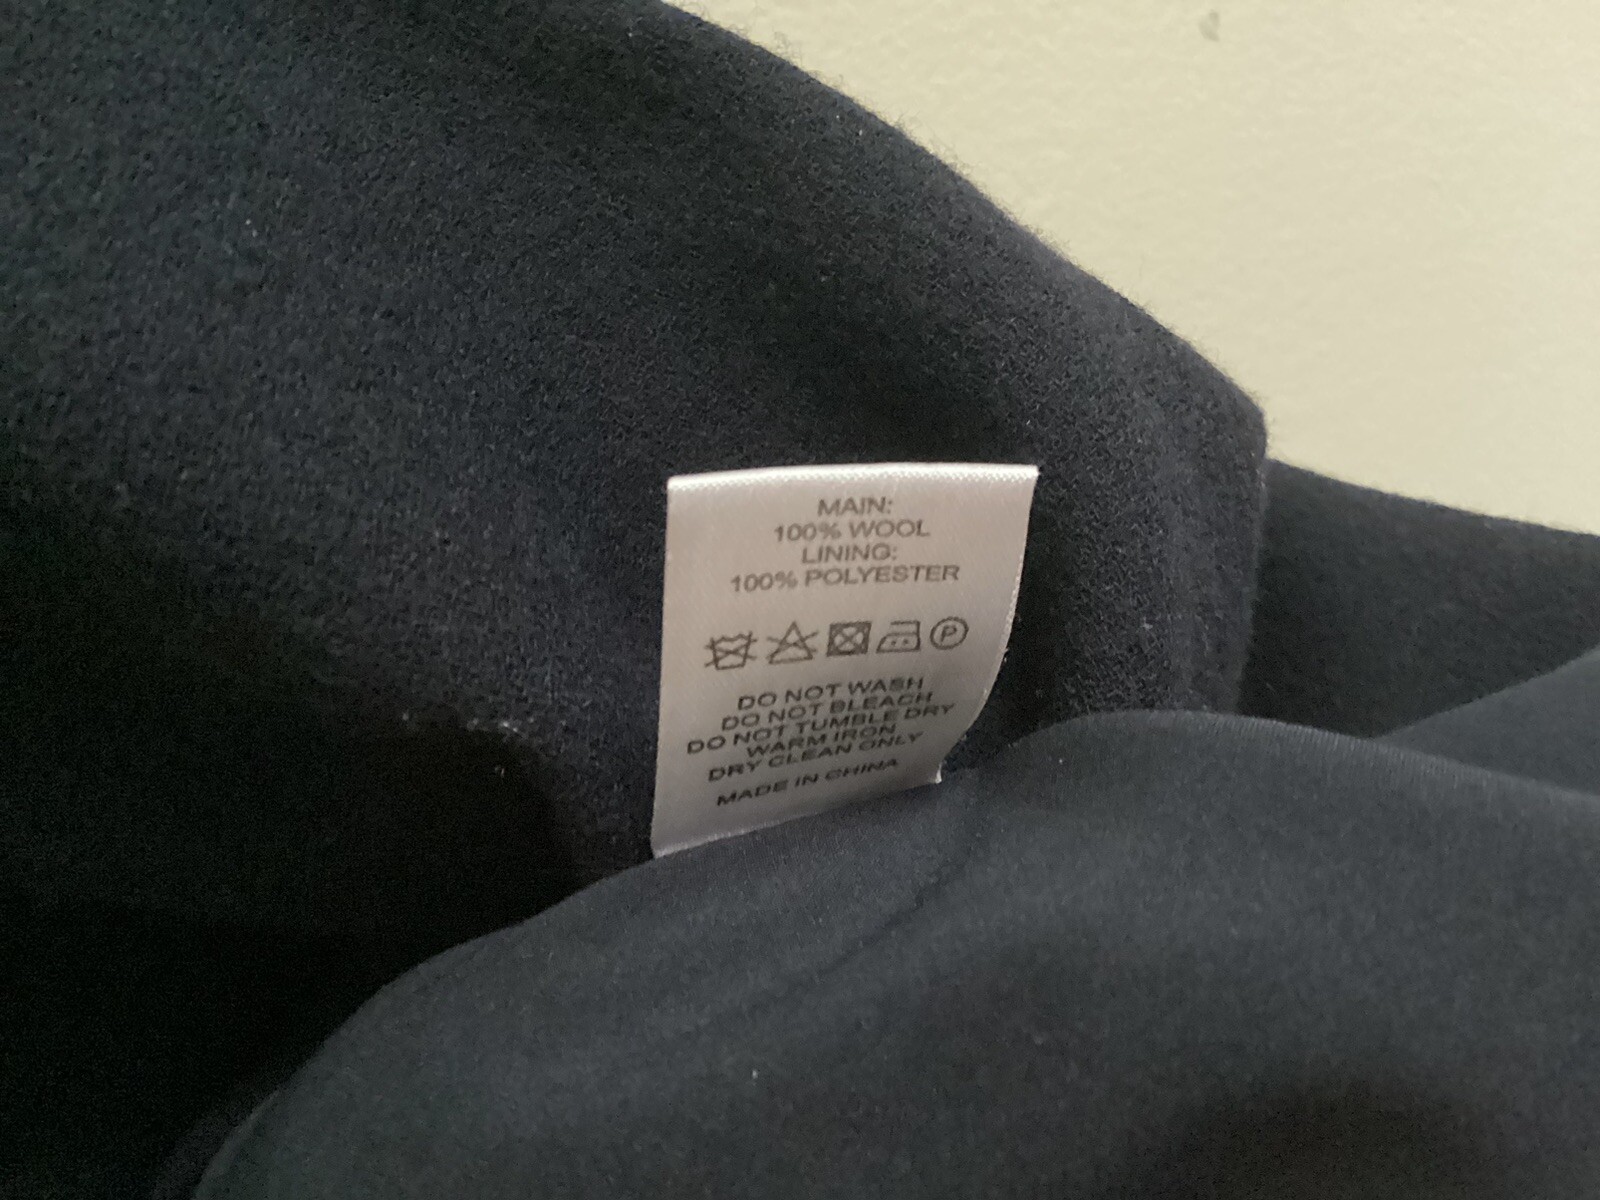 MAIN:
100% WOOL
LINING:
100% POLYESTER
P
DO NOT WASH
DO NOT BLEACH
DO NOT TUMBLE DRY
WARM IRON
DRY CLEAN ONLY
MADE IN CHINA